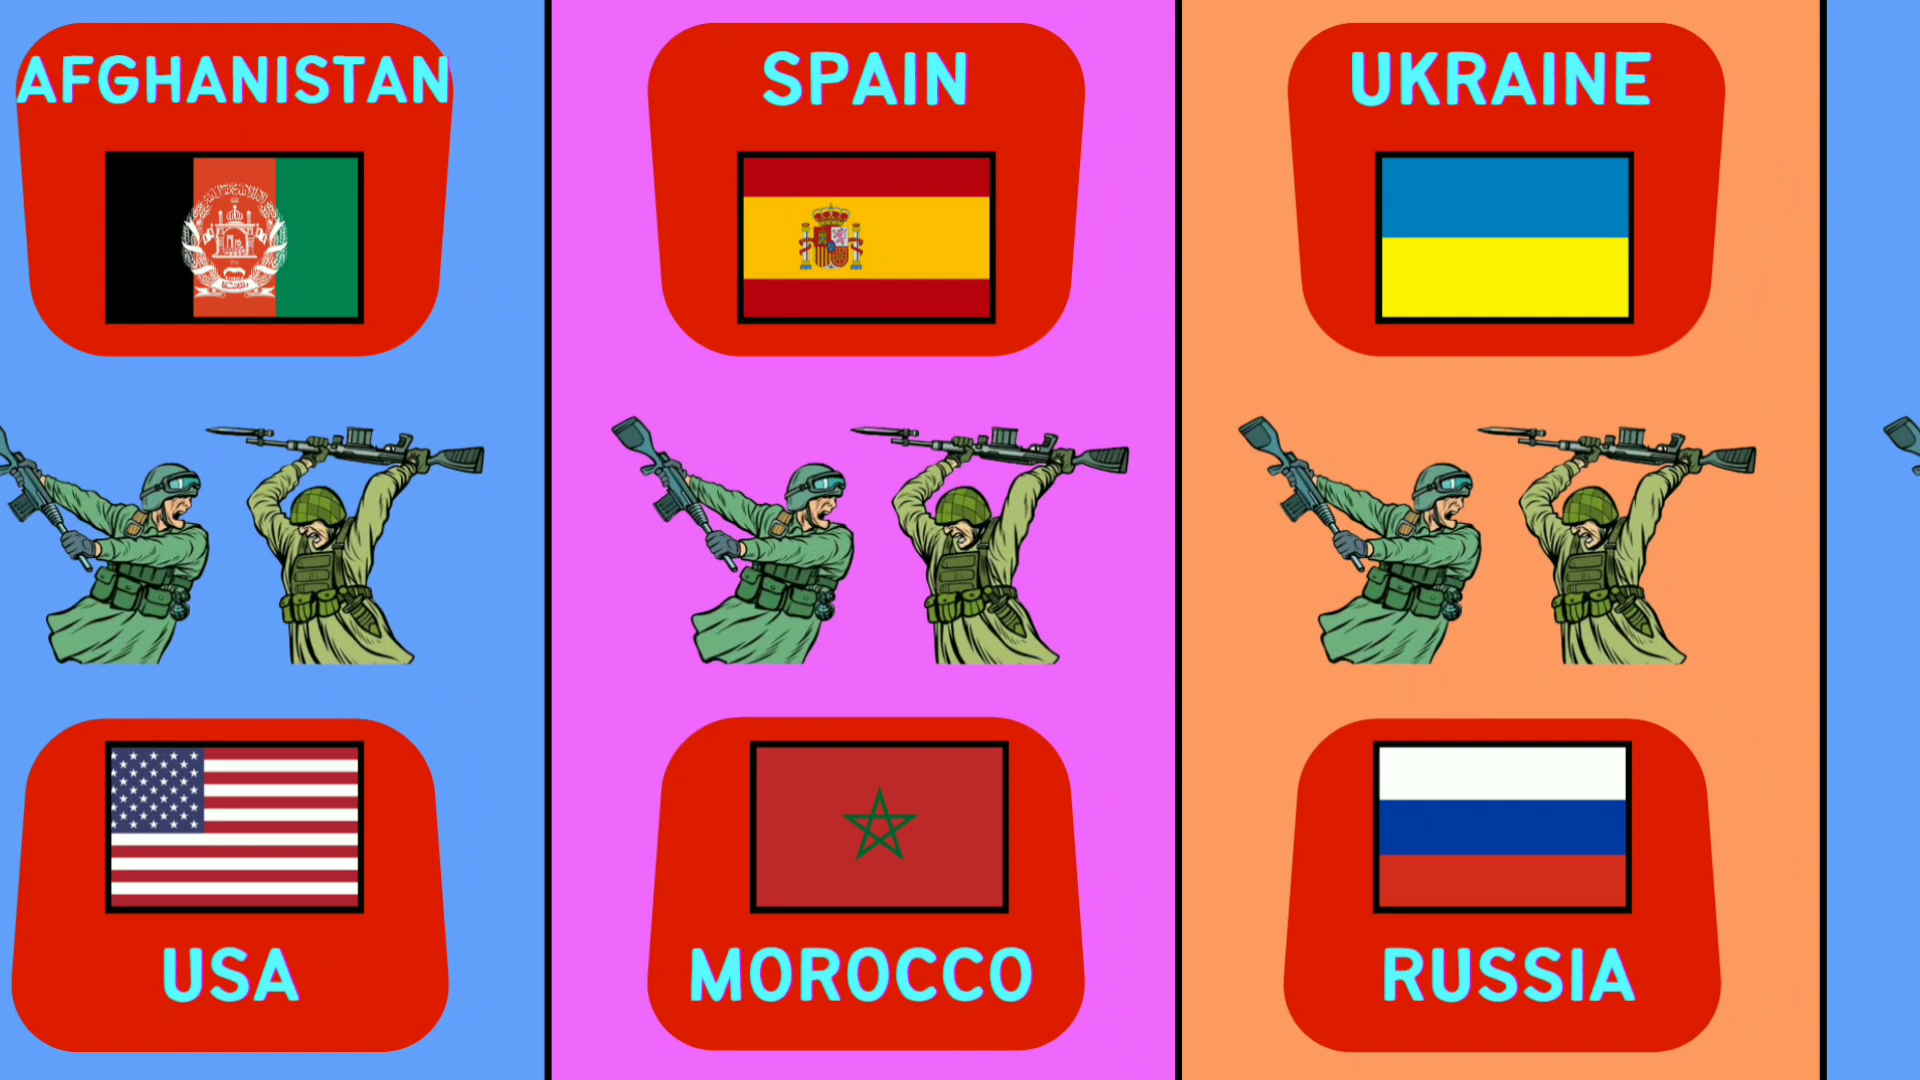 AFGHANISTAN
SPAIN
UKRAINE
USA
MOROCCO
RUSSIA